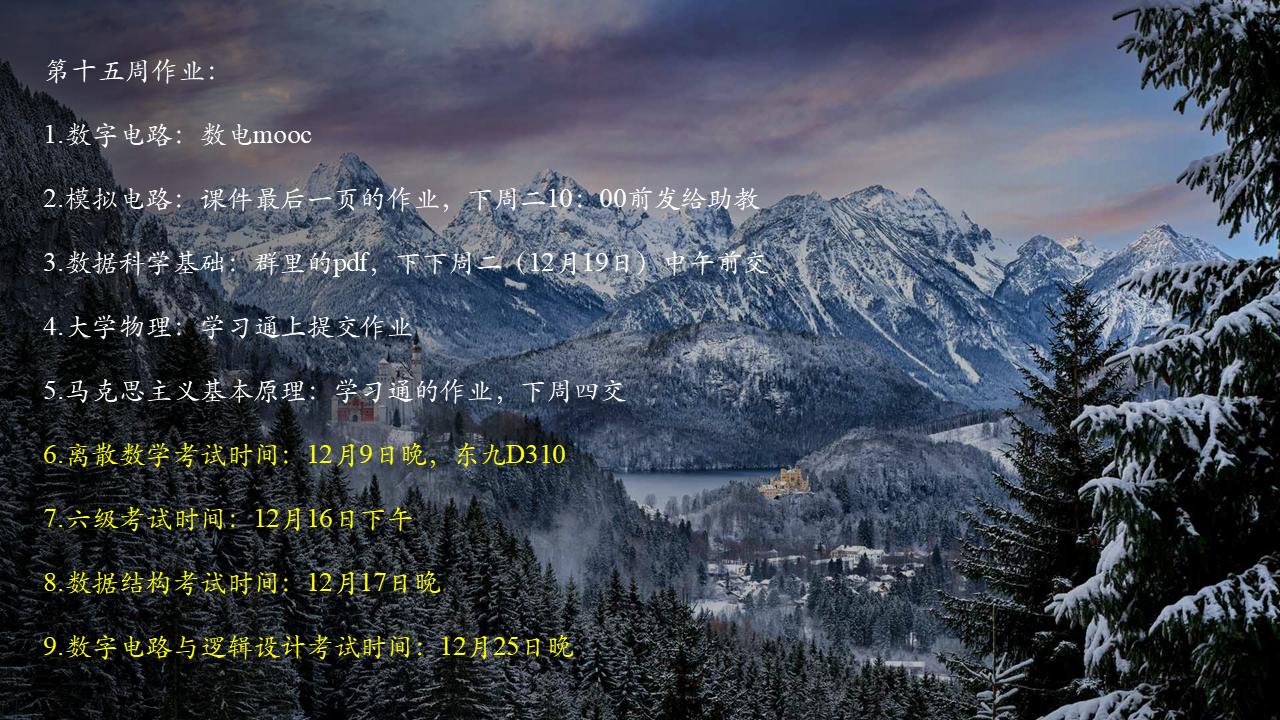 第十五周作业：
1.数字电路：数电mooc
2.模拟电路：课件最后一页的作业，下周二10：00前发给助教
3.数据科学基础：群里的pdf，下下周二（12月19日）中午前交
4.大学物理：学习通上提交作业
5.马克思主义基本原理：学习通的作业，下周四交
6.离散数学考试时间：12月9日晚，东九D310
7.六级考试时间：12月16日下午
8.数据结构考试时间：12月17日晚
9.数字电路与逻辑设计考试时间：12月25日晚